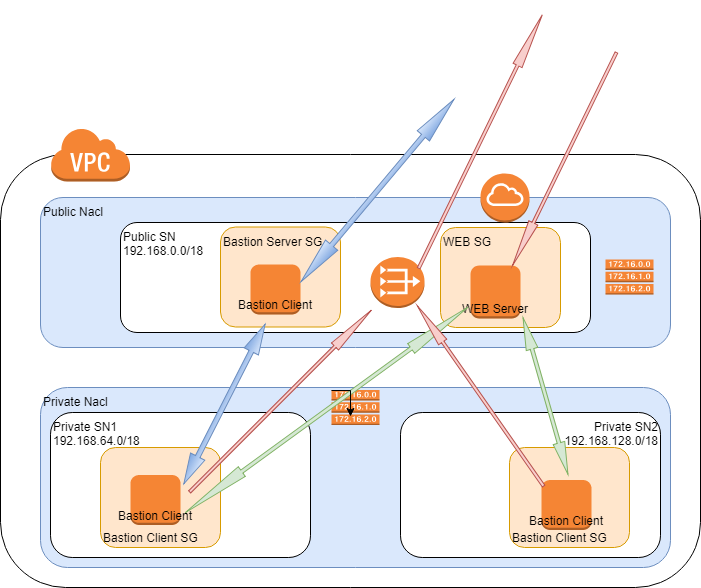 VPC
Public Nacl
Public SN
192.168.0.0/18
Bastion Server SG
Bastion Client
WEB SG
WEB Server
172.16.0.0
172.16.1.0
172.16.2.0
Private Nacl
172.16.0.0
172.16.1.0
172.16.2.0
Private SN1
192.168.64.0/18
Bastion Client
Bastion Client SG
Private SN2
192.168.128.0/18
Bastion Client
Bastion Client SG